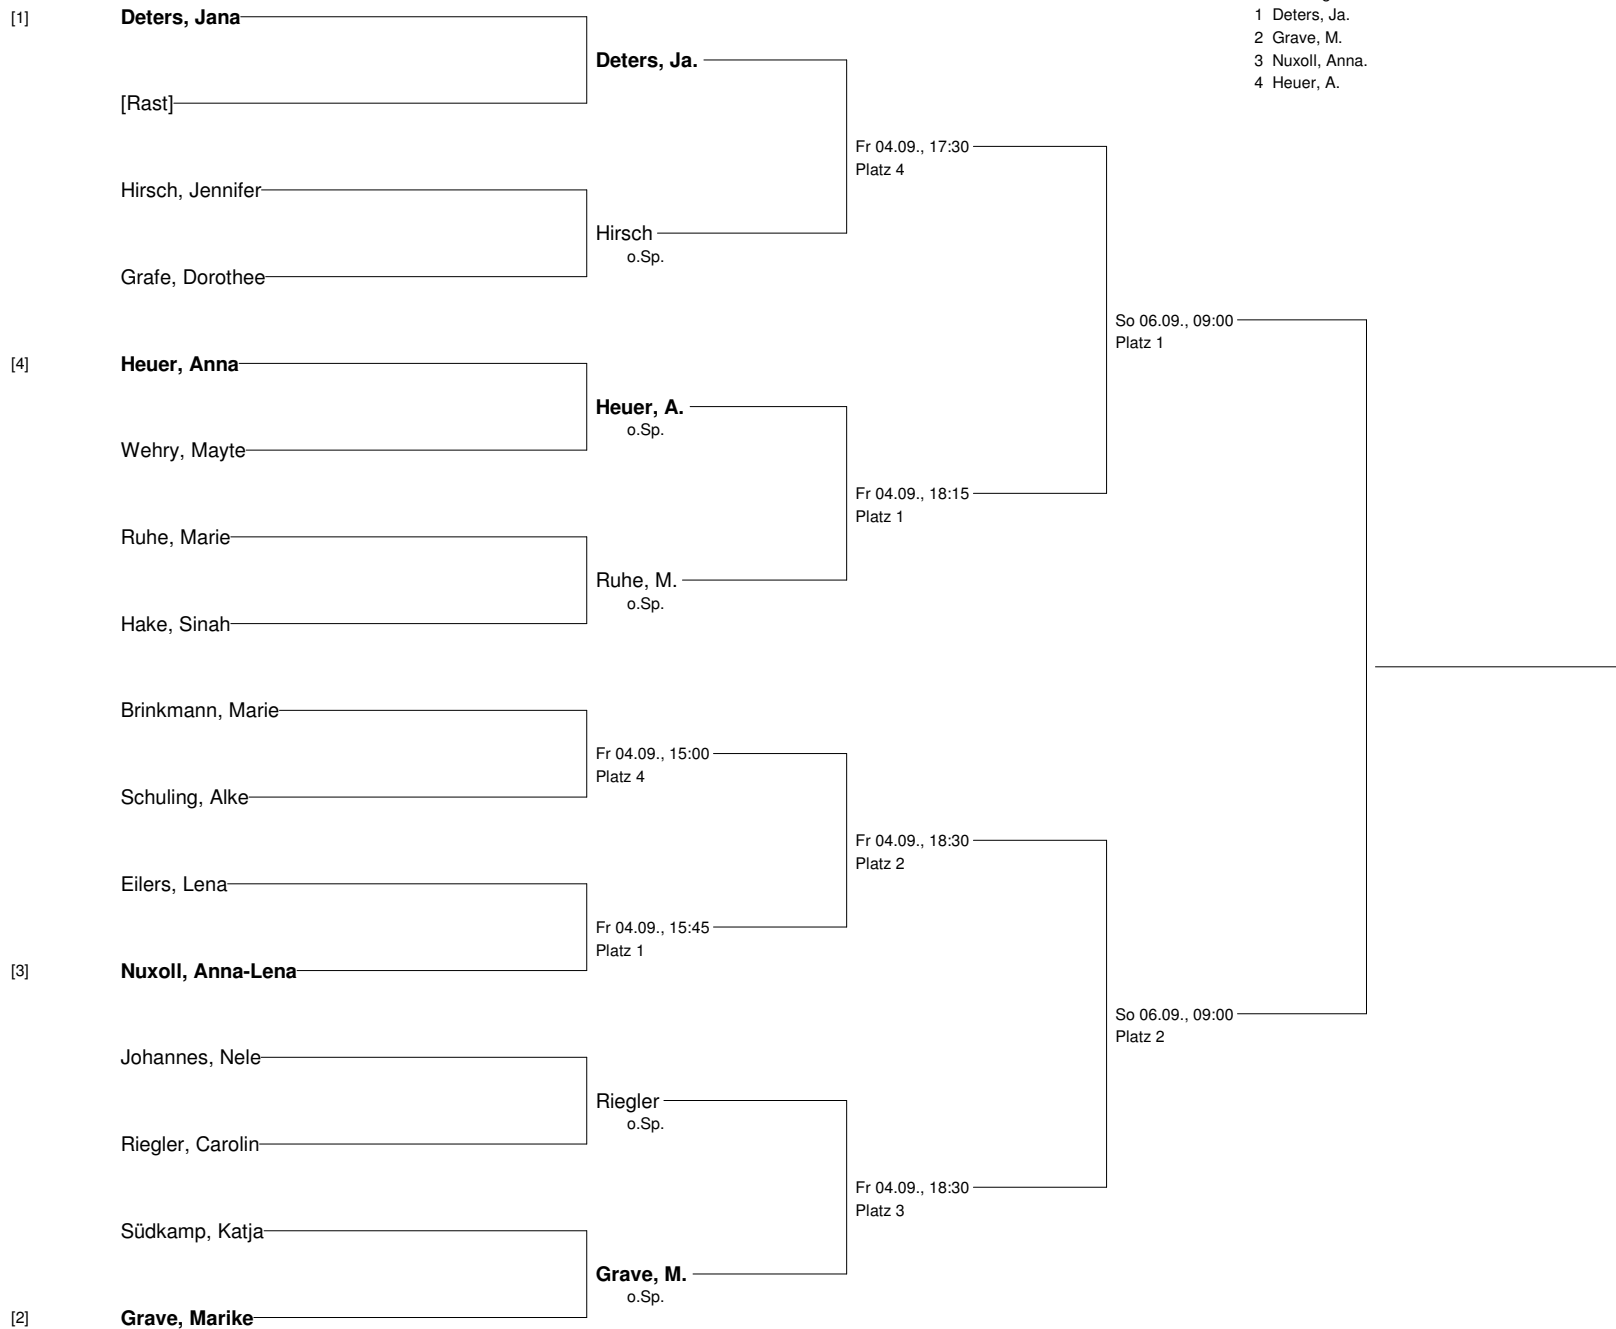 [1] Deters, Jana
1 Deters, Ja.
2 Grave, M.
3 Nuxoll, Anna.
4 Heuer, A.
Deters, Ja.
[Rast]
Fr 04.09., 17:30
Platz 4
Hirsch, Jennifer
Hirsch
o.Sp.
Grafe, Dorothee
So 06.09., 09:00
Platz 1
[4] Heuer, Anna
Heuer, A.
o.Sp.
Wehry, Mayte
Fr 04.09., 18:15
Platz 1
Ruhe, Marie
Ruhe, M.
o.Sp.
Hake, Sinah
Brinkmann, Marie
Fr 04.09., 15:00
Platz 4
Schuling, Alke
Fr 04.09., 18:30
Platz 2
Eilers, Lena
Fr 04.09., 15:45
Platz 1
[3] Nuxoll, Anna-Lena
So 06.09., 09:00
Platz 2
Johannes, Nele
Riegler
o.Sp.
Riegler, Carolin
Fr 04.09., 18:30
Platz 3
Südkamp, Katja
Grave, M.
o.Sp.
[2] Grave, Marike